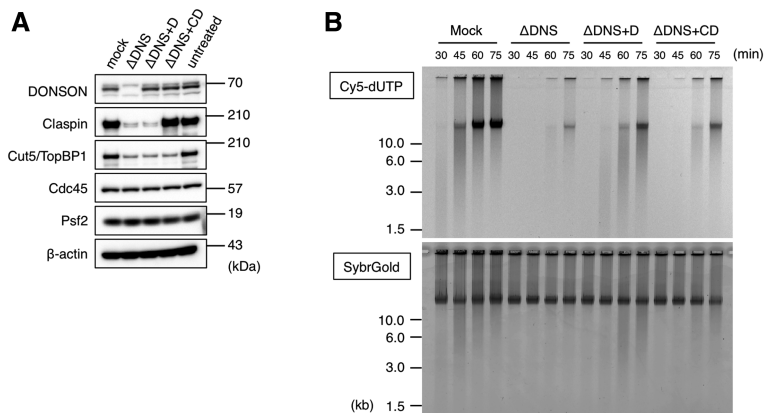 A
mock ΔDNS ΔDNS+D ΔDNS+CD untreated
DONSON 70
Claspin 210
Cut5/TopBP1 210
Cdc45 57
Psf2 19
β-actin 43
(kDa)
B
Mock ΔDNS ΔDNS+D ΔDNS+CD
30 45 60 75 30 45 60 75 30 45 60 75 30 45 60 75 (min)
Cy5-dUTP
10.0
6.0
3.0
1.5
SybrGold
10.0
6.0
3.0
(kb) 1.5